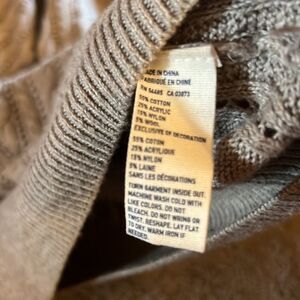 MADE IN CHINA
FABRIQUÉ EN CHINE
RN 54485 CA 03873
55% COTTON
25% ACRYLIC
15% NYLON
5% WOOL
EXCLUSIVE OF DECORATION
55% COTON
25% ACRYLIQUE
15% NYLON
5% LAINE
SANS LES DÉCORATIONS
TURN GARMENT INSIDE OUT.
MACHINE WASH COLD WITH
LIKE COLORS. DO NOT
BLEACH. DO NOT WRING OR
TWIST. RESHAPE. LAY FLAT
TO DRY. WARM IRON IF
NEEDED.